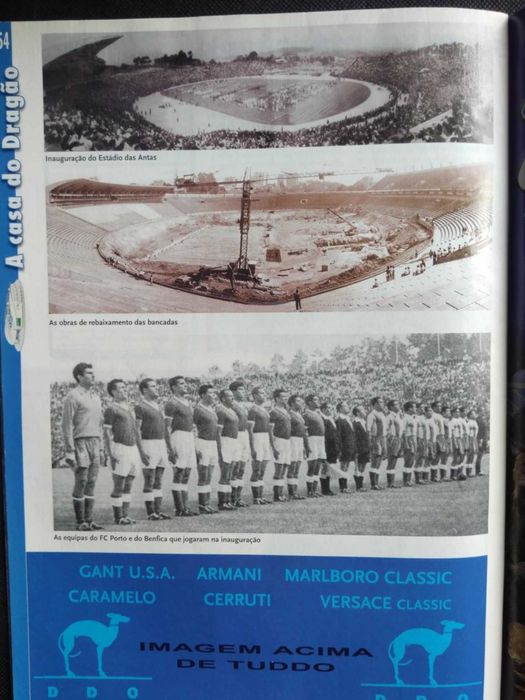 54
A casa do Dragão
Inauguração do Estádio das Antas
As obras de rebaixamento das bancadas
As equipas do FC Porto e do Benfica que jogaram na inauguração
GANT U.S.A. ARMANI MARLBORO CLASSIC
CARAMELO CERRUTI VERSACE CLASSIC
IMAGEM ACIMA
DE TUDDO
D D O
D D O